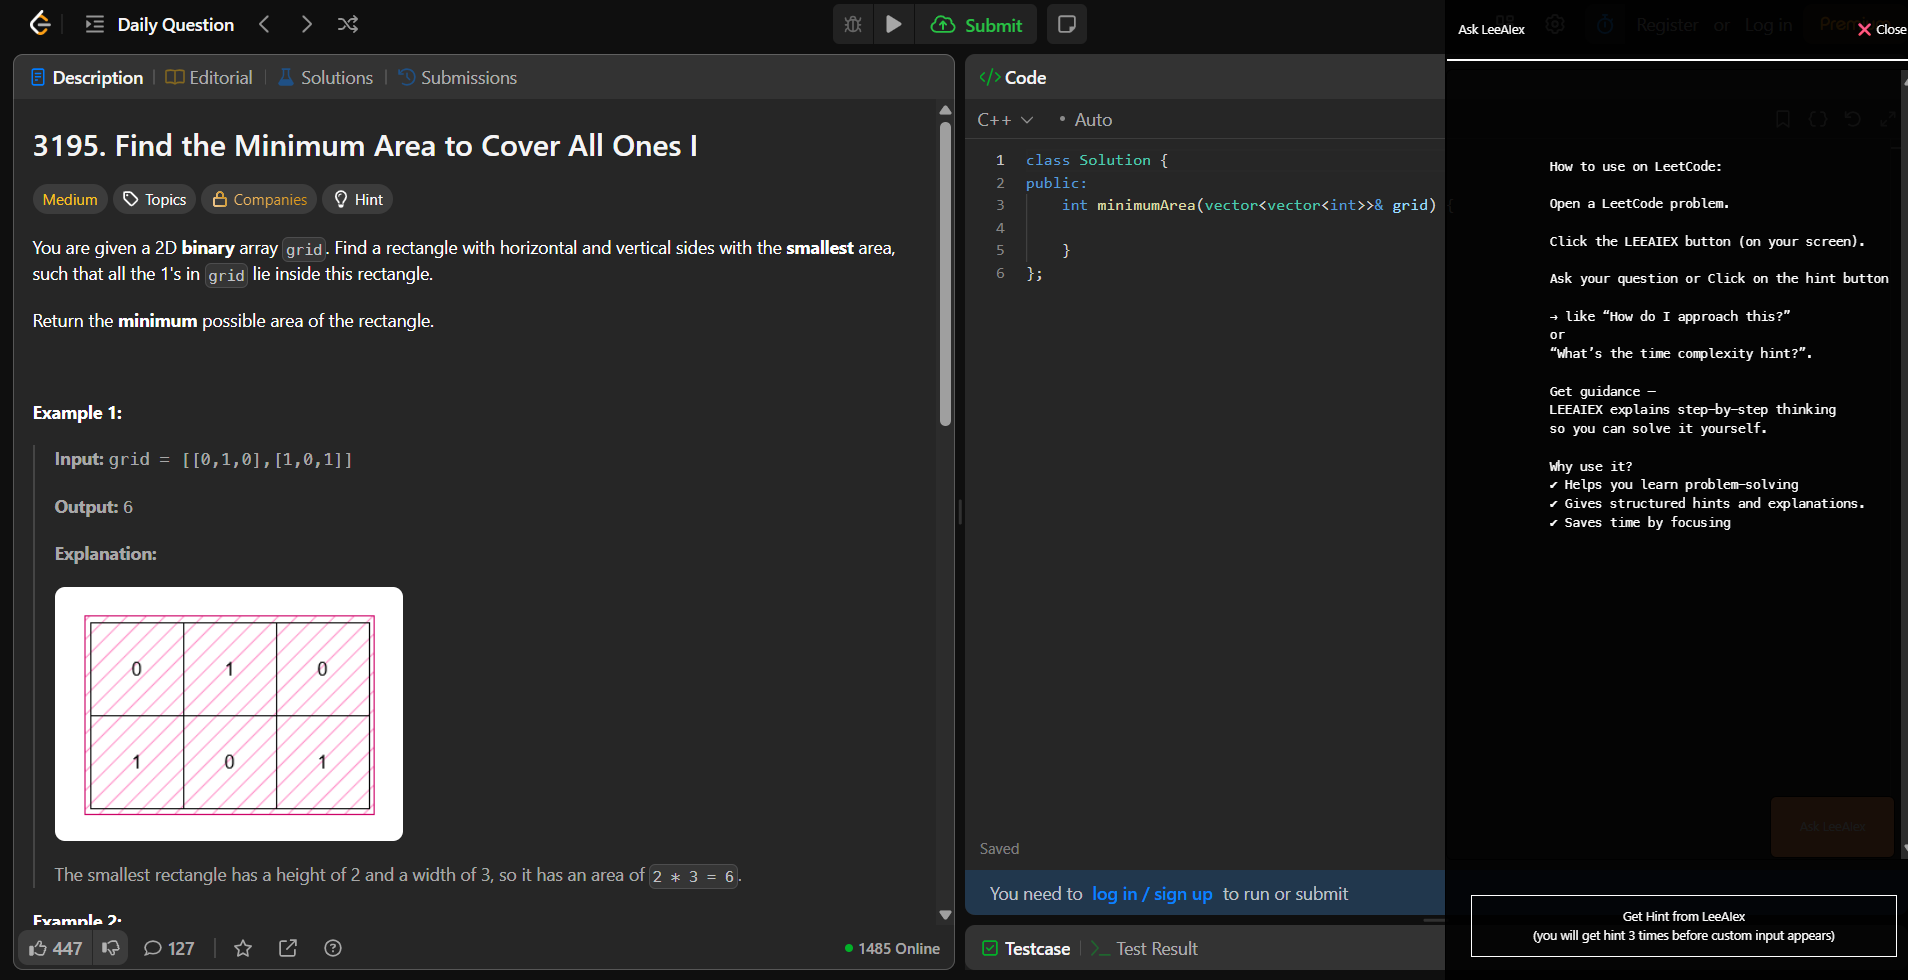 Daily Question
Submit
Register or Log in
Premium
Ask LeeAIex
Close
Description
Editorial
Solutions
Submissions
3195. Find the Minimum Area to Cover All Ones I
Medium
Topics
Companies
Hint
You are given a 2D binary array grid. Find a rectangle with horizontal and vertical sides with the smallest area,
such that all the 1's in grid lie inside this rectangle.
Return the minimum possible area of the rectangle.
Example 1:
Input: grid = [[0,1,0],[1,0,1]]
Output: 6
Explanation:
0 1 0
1 0 1
The smallest rectangle has a height of 2 and a width of 3, so it has an area of 2 * 3 = 6.
Example 2:
447
127
1485 Online
</> Code
C++
• Auto
1 class Solution {
2 public:
3 int minimumArea(vector<vector<int>>& grid) {
4
5 }
6 };
Saved
You need to log in / sign up to run or submit
Testcase
Test Result
How to use on LeetCode:
Open a LeetCode problem.
Click the LEEAIEX button (on your screen).
Ask your question or Click on the hint button
→ like “How do I approach this?”
or
“What’s the time complexity hint?”.
Get guidance —
LEEAIEX explains step-by-step thinking
so you can solve it yourself.
Why use it?
✔ Helps you learn problem-solving
✔ Gives structured hints and explanations.
✔ Saves time by focusing
Ask LeeAIex
Get Hint from LeeAIex
(you will get hint 3 times before custom input appears)